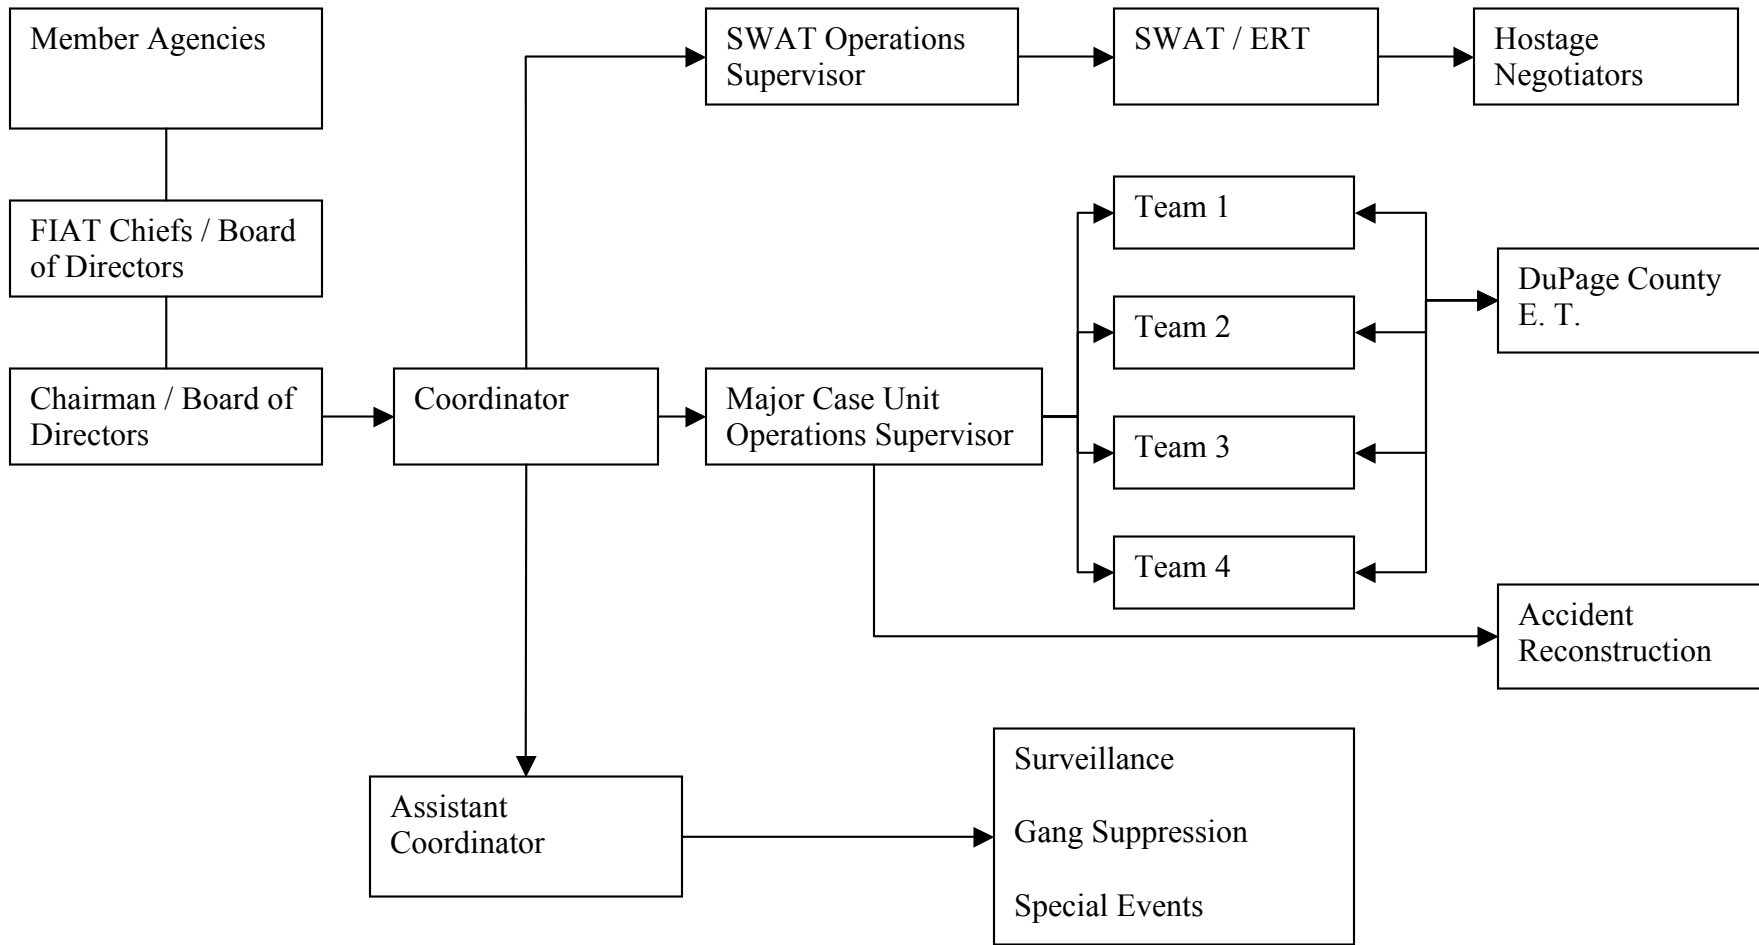 Member Agencies
SWAT Operations
Supervisor
SWAT / ERT
Hostage
Negotiators
FIAT Chiefs / Board
of Directors
Team 1
DuPage County
E. T.
Team 2
Chairman / Board of
Directors
Coordinator
Major Case Unit
Operations Supervisor
Team 3
Team 4
Accident
Reconstruction
Assistant
Coordinator
Surveillance
Gang Suppression
Special Events